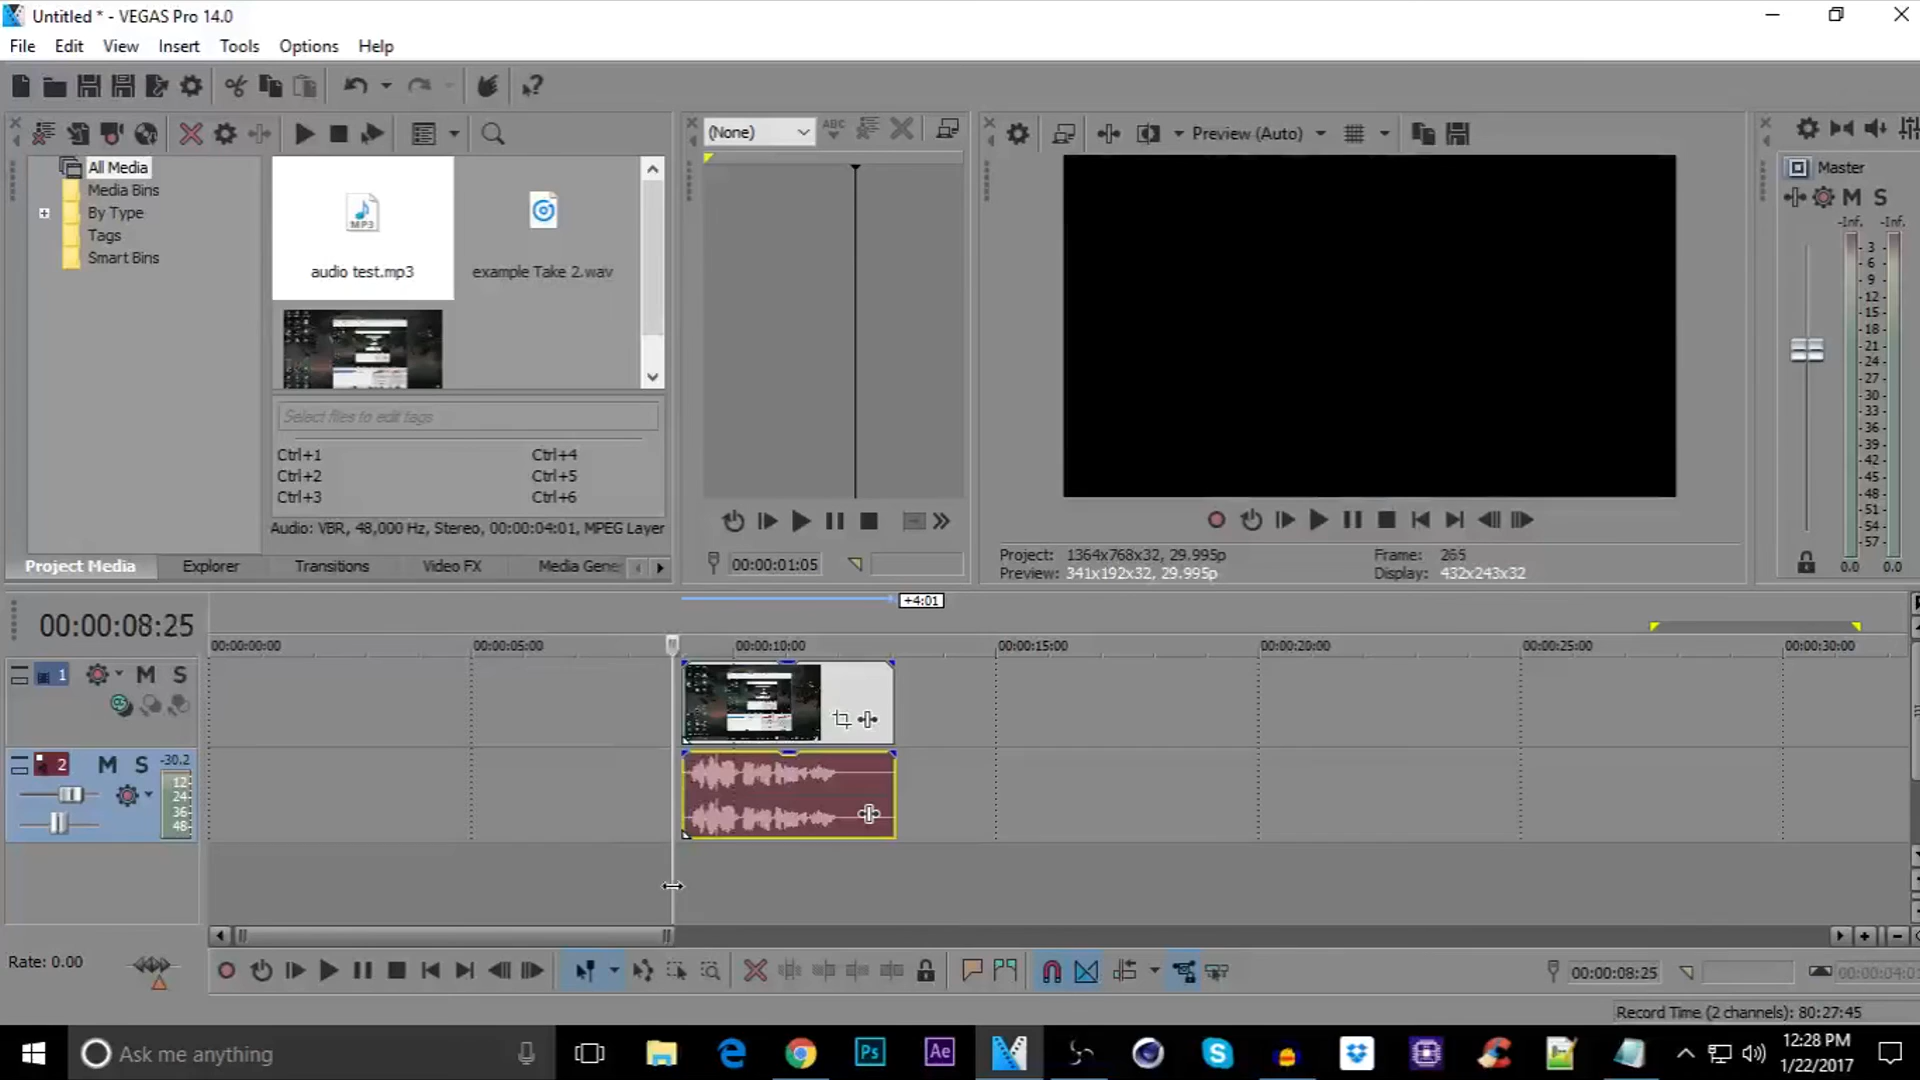 Untitled * - VEGAS Pro 14.0
File Edit View Insert Tools Options Help
(None)
ABC
Preview (Auto)
All Media
Media Bins
By Type
Tags
Smart Bins
MP3
audio test.mp3
example Take 2.wav
Master
M S
-Inf. -Inf.
3
6
9
12
15
18
21
24
27
30
33
36
39
42
45
48
51
54
57
0.0 0.0
Select files to edit tags
Ctrl+1 Ctrl+4
Ctrl+2 Ctrl+5
Ctrl+3 Ctrl+6
Audio: VBR, 48,000 Hz, Stereo, 00:00:04:01, MPEG Layer
Project Media Explorer Transitions Video FX Media Gene
00:00:01:05
Project: 1364x768x32, 29.995p
Preview: 341x192x32, 29.995p
Frame: 265
Display: 432x243x32
+4:01
00:00:08:25
00:00:00:00 00:00:05:00 00:00:10:00 00:00:15:00 00:00:20:00 00:00:25:00 00:00:30:00
1 M S
2 M S -30.2
12
24
36
48
Rate: 0.00
00:00:08:25
00:00:04:01
Record Time (2 channels): 80:27:45
Ask me anything
Ps
Ae
12:28 PM
1/22/2017